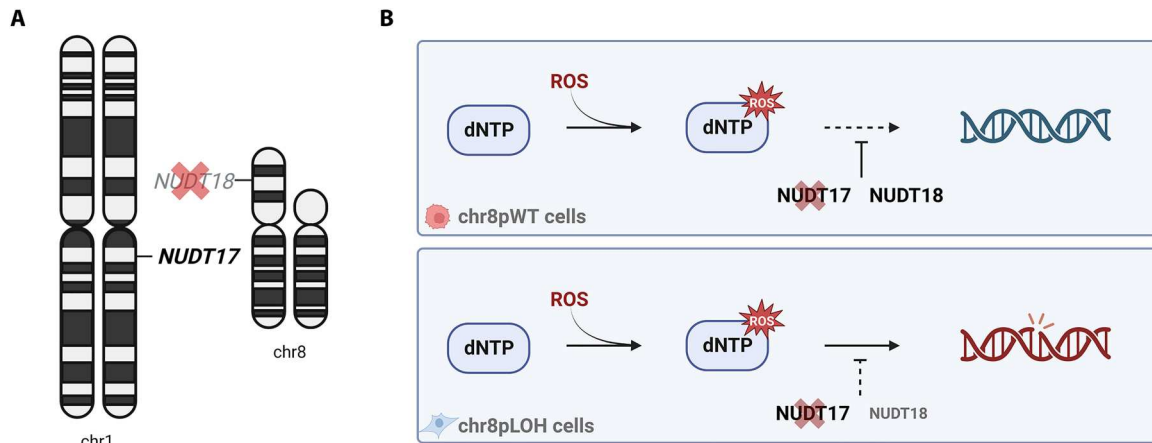 A
NUDT18
NUDT17
chr8
chr1
B
ROS
dNTP
dNTP
ROS
NUDT17 NUDT18
chr8pWT cells
ROS
dNTP
dNTP
ROS
NUDT17 NUDT18
chr8pLOH cells